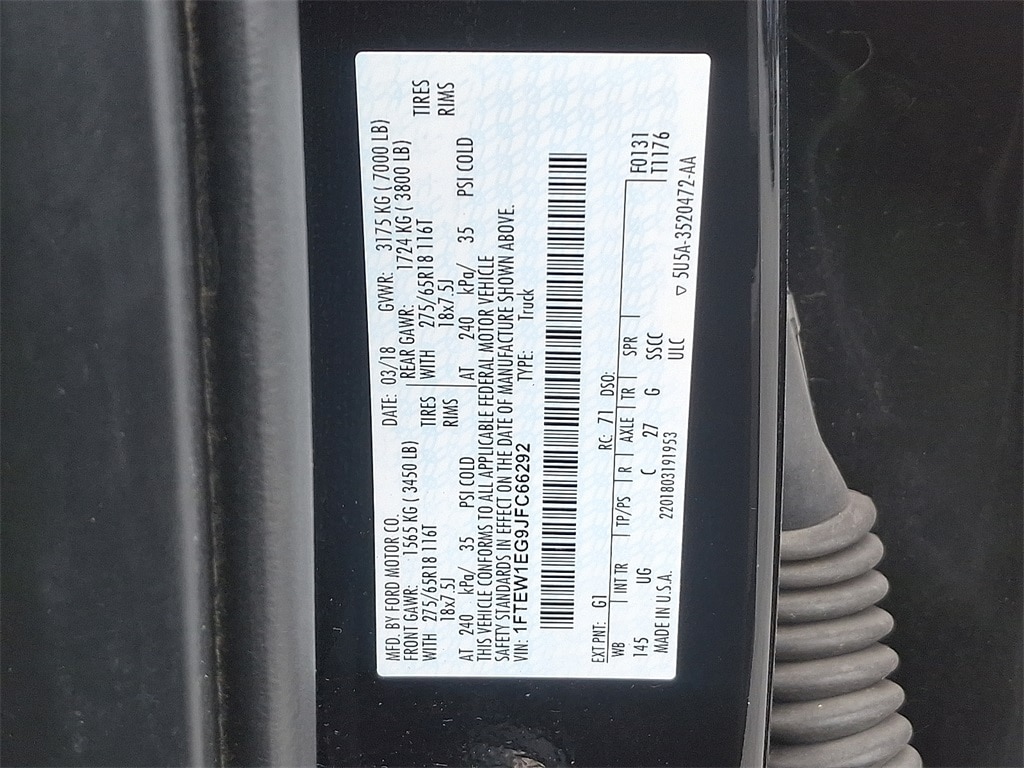 MFD. BY FORD MOTOR CO. DATE: 03/18 GVWR: 3175 KG ( 7000 LB)
FRONT GAWR: 1565 KG ( 3450 LB) REAR GAWR: 1724 KG ( 3800 LB)
WITH 275/65R18 116T TIRES WITH 275/65R18 116T TIRES
18x7.5J RIMS 18x7.5J RIMS
AT 240 kPa/ 35 PSI COLD AT 240 kPa/ 35 PSI COLD
THIS VEHICLE CONFORMS TO ALL APPLICABLE FEDERAL MOTOR VEHICLE
SAFETY STANDARDS IN EFFECT ON THE DATE OF MANUFACTURE SHOWN ABOVE.
VIN: 1FTEW1EG9JFC66292 TYPE: Truck
EXT PNT: G1 RC: 71 DSO: F0131
WB INT TR TP/PS R AXLE TR SPR T1176
145 UG C 27 G SSCC
MADE IN U.S.A. 2201803191953 ULC
▽ 5U5A-3520472-AA